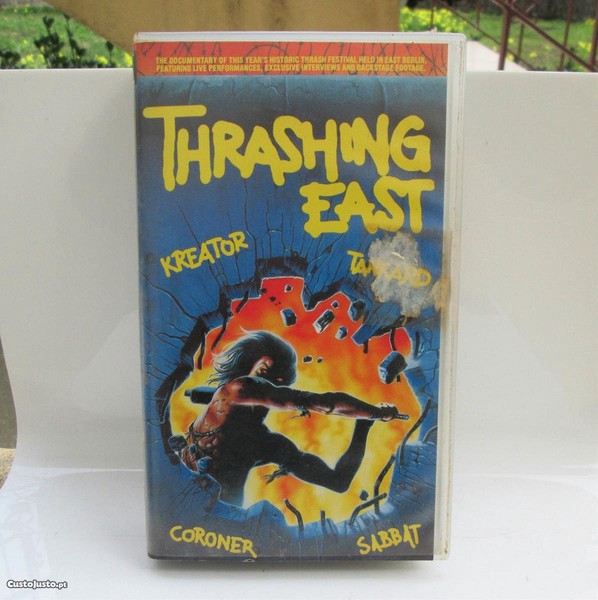 THE DOCUMENTARY OF THIS YEAR'S HISTORIC THRASH FESTIVAL HELD IN EAST BERLIN,
FEATURING LIVE PERFORMANCES, EXCLUSIVE INTERVIEWS AND BACKSTAGE FOOTAGE.
THRASHING
EAST
KREATOR
TANKARD
CORONER
SABBAT
CustoJusto.pt